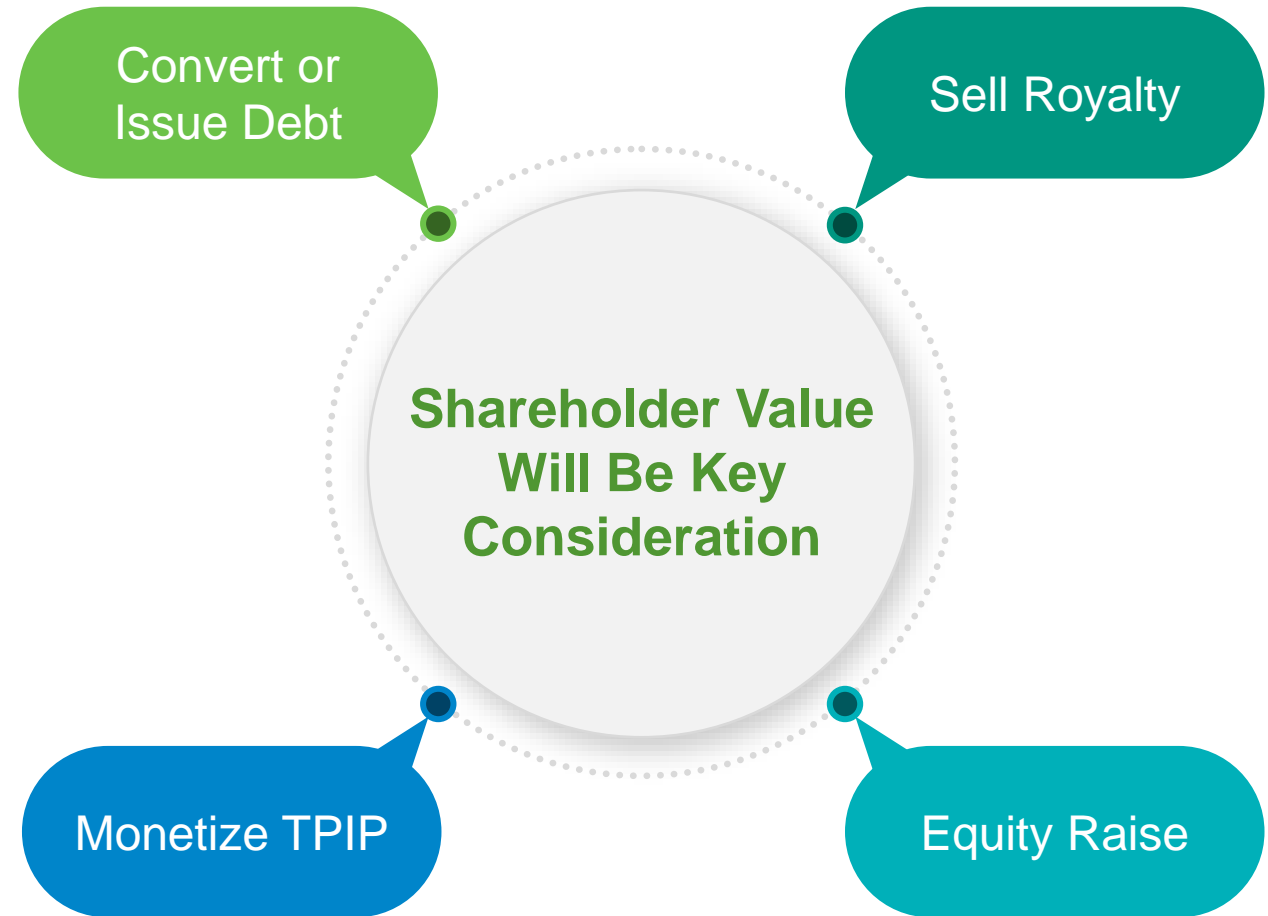 Convert or
Issue Debt
Sell Royalty
Shareholder Value
Will Be Key
Consideration
Monetize TPIP
Equity Raise